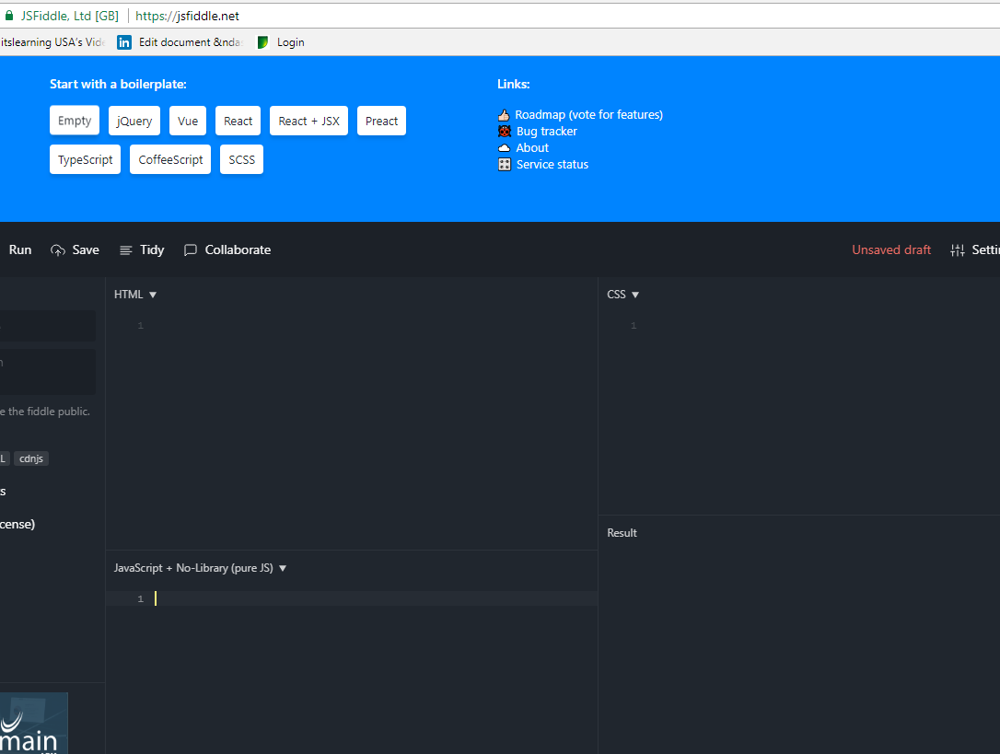 JSFiddle, Ltd [GB] https://jsfiddle.net
itslearning USA's Vide Edit document &nda: Login
Start with a boilerplate:
Empty jQuery Vue React React + JSX Preact
TypeScript CoffeeScript SCSS
Links:
Roadmap (vote for features)
Bug tracker
About
Service status
Run Save Tidy Collaborate Unsaved draft Settin
e the fiddle public.
L cdnjs
s
cense)
main
HTML ▼
1
CSS ▼
1
JavaScript + No-Library (pure JS) ▼
1
Result